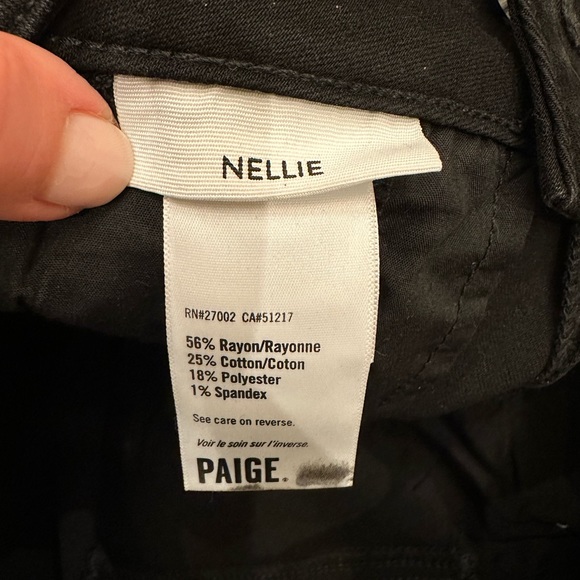 NELLIE
RN#27002 CA#51217
56% Rayon/Rayonne
25% Cotton/Coton
18% Polyester
1% Spandex
See care on reverse.
Voir le soin sur l'inverse.
PAIGE